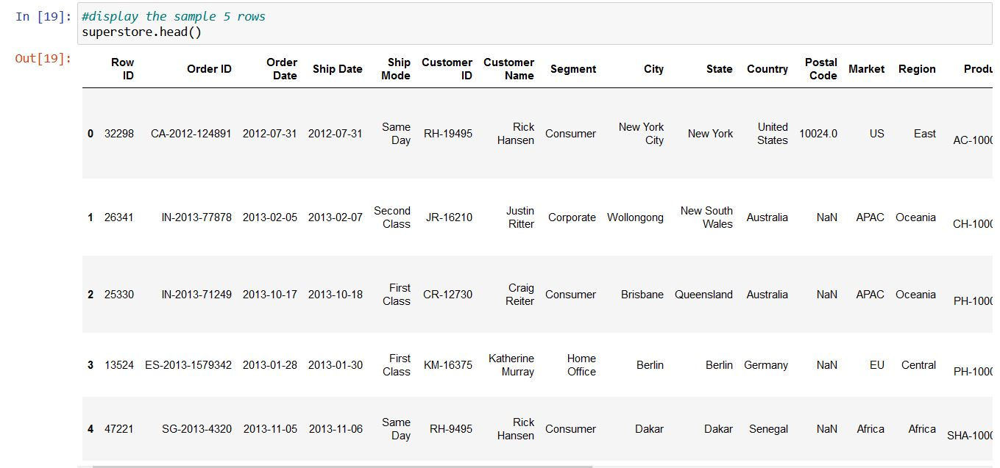 In [19]: #display the sample 5 rows
superstore.head()
Out[19]:
Row ID Order ID Order Date Ship Date Ship Mode Customer ID Customer Name Segment City State Country Postal Code Market Region Produ
0 32298 CA-2012-124891 2012-07-31 2012-07-31 Same Day RH-19495 Rick Hansen Consumer New York City New York United States 10024.0 US East AC-1000
1 26341 IN-2013-77878 2013-02-05 2013-02-07 Second Class JR-16210 Justin Ritter Corporate Wollongong New South Wales Australia NaN APAC Oceania CH-1000
2 25330 IN-2013-71249 2013-10-17 2013-10-18 First Class CR-12730 Craig Reiter Consumer Brisbane Queensland Australia NaN APAC Oceania PH-1000
3 13524 ES-2013-1579342 2013-01-28 2013-01-30 First Class KM-16375 Katherine Murray Home Office Berlin Berlin Germany NaN EU Central PH-1000
4 47221 SG-2013-4320 2013-11-05 2013-11-06 Same Day RH-9495 Rick Hansen Consumer Dakar Dakar Senegal NaN Africa Africa SHA-1000